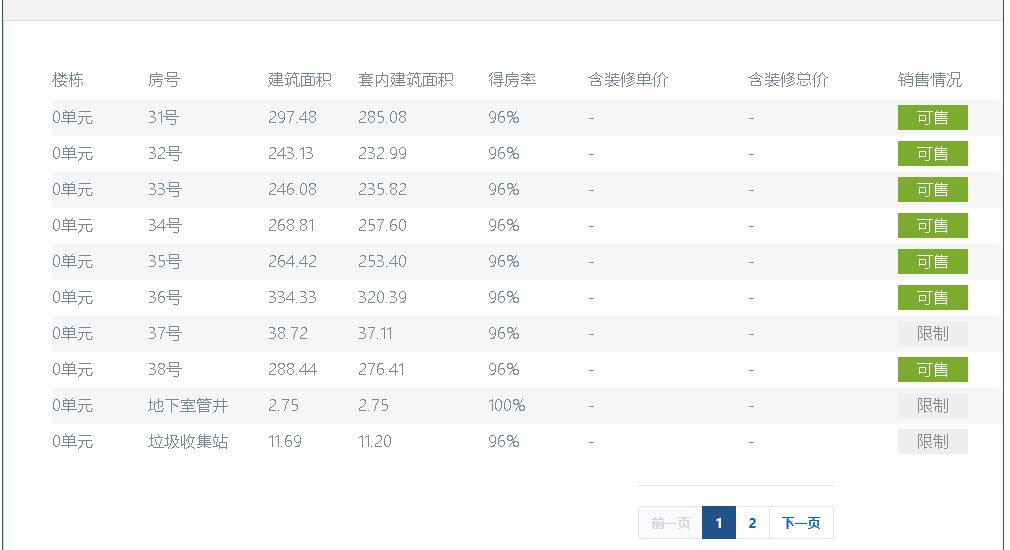 楼栋 房号 建筑面积 套内建筑面积 得房率 含装修单价 含装修总价 销售情况
0单元 31号 297.48 285.08 96% - - 可售
0单元 32号 243.13 232.99 96% - - 可售
0单元 33号 246.08 235.82 96% - - 可售
0单元 34号 268.81 257.60 96% - - 可售
0单元 35号 264.42 253.40 96% - - 可售
0单元 36号 334.33 320.39 96% - - 可售
0单元 37号 38.72 37.11 96% - - 限制
0单元 38号 288.44 276.41 96% - - 可售
0单元 地下室管井 2.75 2.75 100% - - 限制
0单元 垃圾收集站 11.69 11.20 96% - - 限制
前一页 1 2 下一页